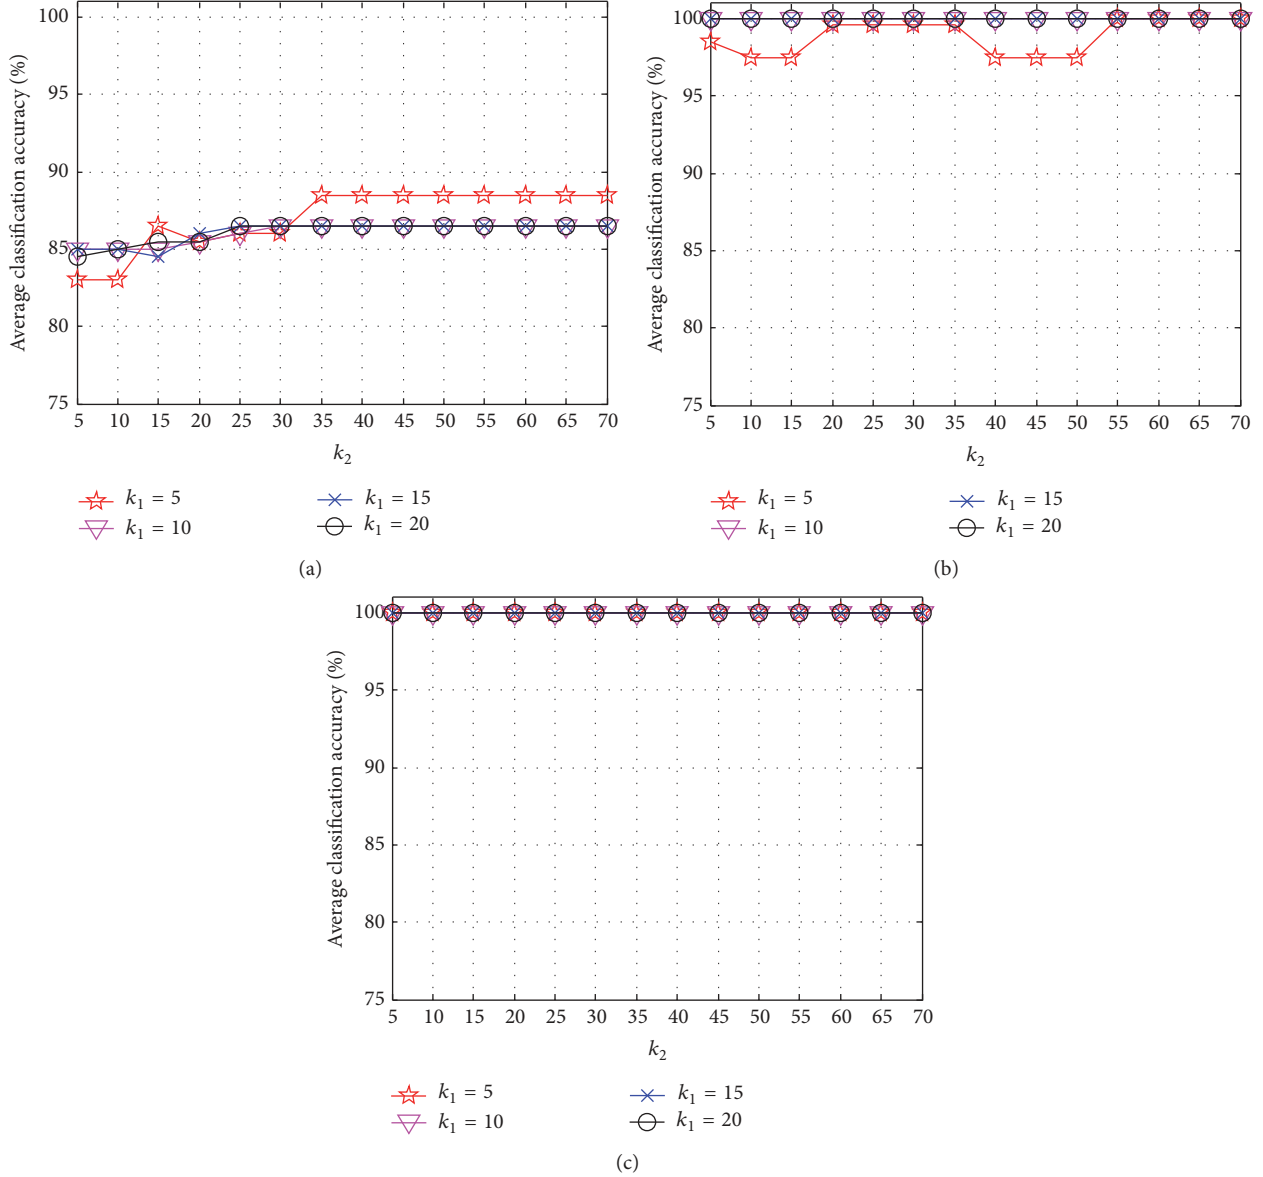 Average classification accuracy (%)
100
95
90
85
80
75
5 10 15 20 25 30 35 40 45 50 55 60 65 70
k2
k1 = 5
k1 = 15
k1 = 10
k1 = 20
(a)
Average classification accuracy (%)
100
95
90
85
80
75
5 10 15 20 25 30 35 40 45 50 55 60 65 70
k2
k1 = 5
k1 = 15
k1 = 10
k1 = 20
(b)
Average classification accuracy (%)
100
95
90
85
80
75
5 10 15 20 25 30 35 40 45 50 55 60 65 70
k2
k1 = 5
k1 = 15
k1 = 10
k1 = 20
(c)